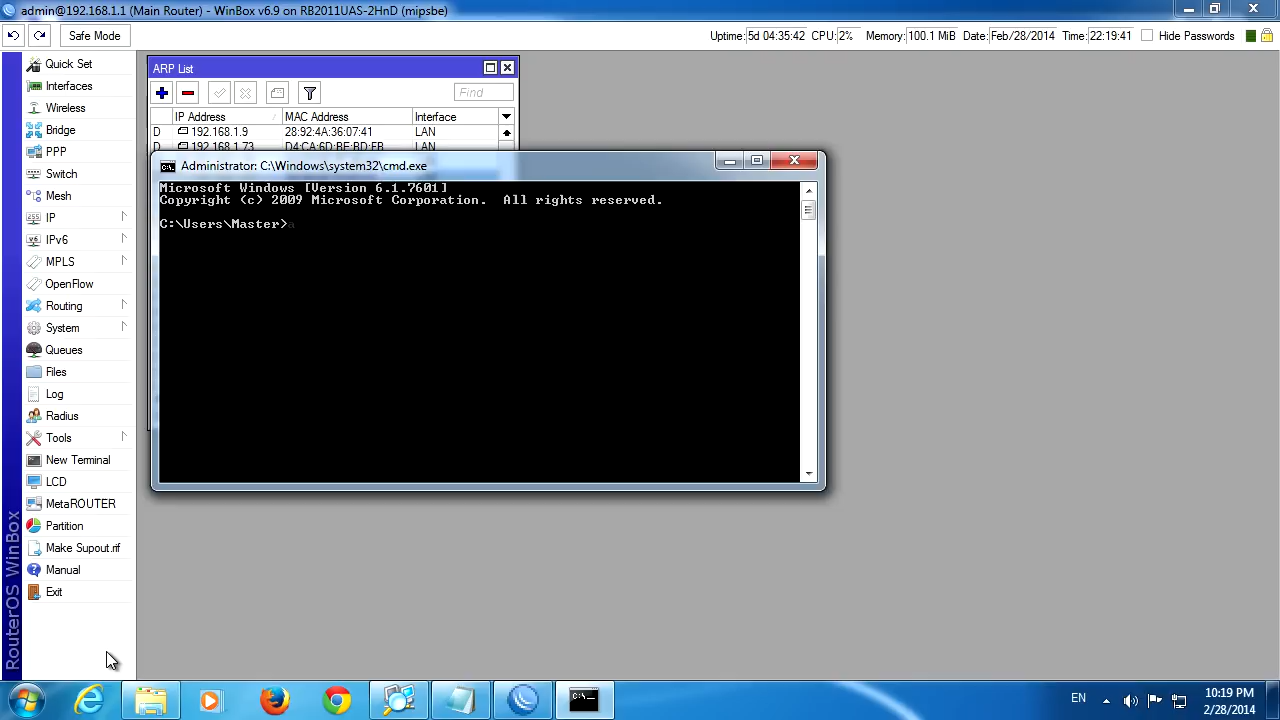 admin@192.168.1.1 (Main Router) - WinBox v6.9 on RB2011UAS-2HnD (mipsbe)
Safe Mode
Uptime: 5d 04:35:42 CPU: 2% Memory: 100.1 MiB Date: Feb/28/2014 Time: 22:19:41 Hide Passwords
Quick Set
Interfaces
Wireless
Bridge
PPP
Switch
Mesh
IP
IPv6
MPLS
OpenFlow
Routing
System
Queues
Files
Log
Radius
Tools
New Terminal
LCD
MetaROUTER
Partition
Make Supout.rif
Manual
Exit
RouterOS WinBox
ARP List
Find
IP Address MAC Address Interface
D 192.168.1.9 28:92:4A:36:07:41 LAN
D 192.168.1.73 D4:CA:6D:BE:BD:FB LAN
Administrator: C:\Windows\system32\cmd.exe
Microsoft Windows [Version 6.1.7601]
Copyright (c) 2009 Microsoft Corporation. All rights reserved.
C:\Users\Master>a
EN
10:19 PM
2/28/2014